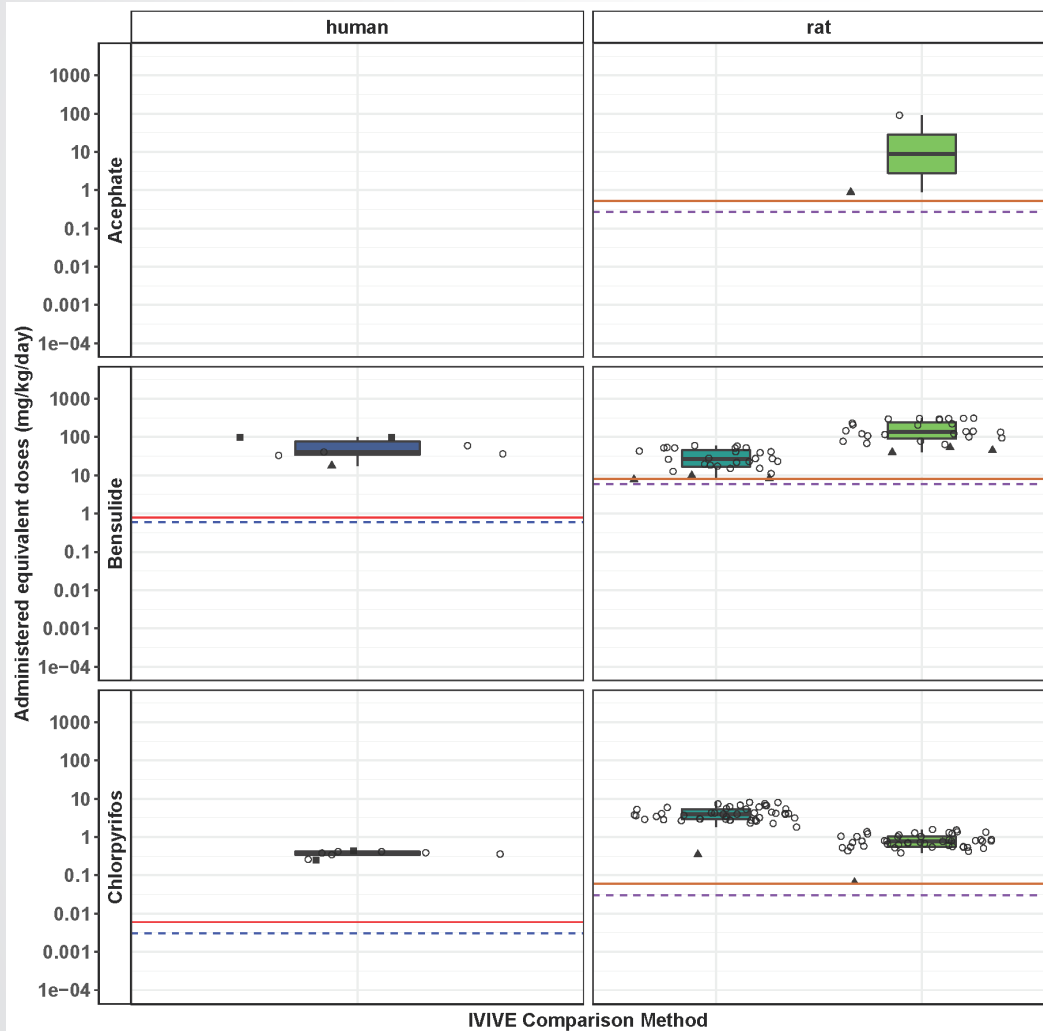 human
rat
Administered equivalent doses (mg/kg/day)
Acephate
1000
100
10
1
0.1
0.01
0.001
1e−04
Bensulide
1000
100
10
1
0.1
0.01
0.001
1e−04
Chlorpyrifos
1000
100
10
1
0.1
0.01
0.001
1e−04
IVIVE Comparison Method